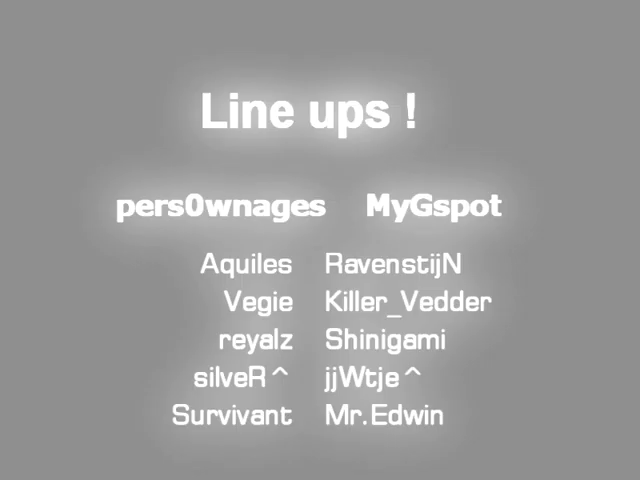 Line ups !
pers0wnages MyGspot
Aquiles RavenstijN
Vegie Killer_Vedder
reyalz Shinigami
silveR^ jjWtje^
Survivant Mr.Edwin